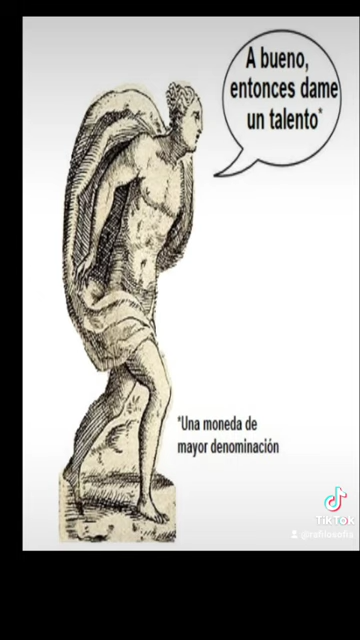 A bueno,
entonces dame
un talento*
*Una moneda de
mayor denominación
TikTok